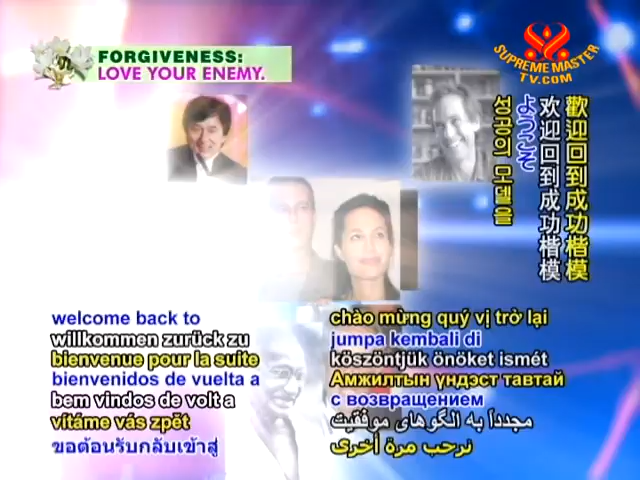 FORGIVENESS:
LOVE YOUR ENEMY.
SUPREME MASTER
TV.COM
歡迎回到成功楷模
欢迎回到成功楷模
ようこそ
성공의 모델을
welcome back to
willkommen zurück zu
bienvenue pour la suite
bienvenidos de vuelta a
bem vindos de volt a
vítáme vás zpět
ขอต้อนรับกลับเข้าสู่
chào mừng quý vị trở lại
jumpa kembali di
köszöntjük önöket ismét
Амжилтын үндэст тавтай
с возвращением
مجدداً به الگوهای موفقیت
نرحب مرة أخرى